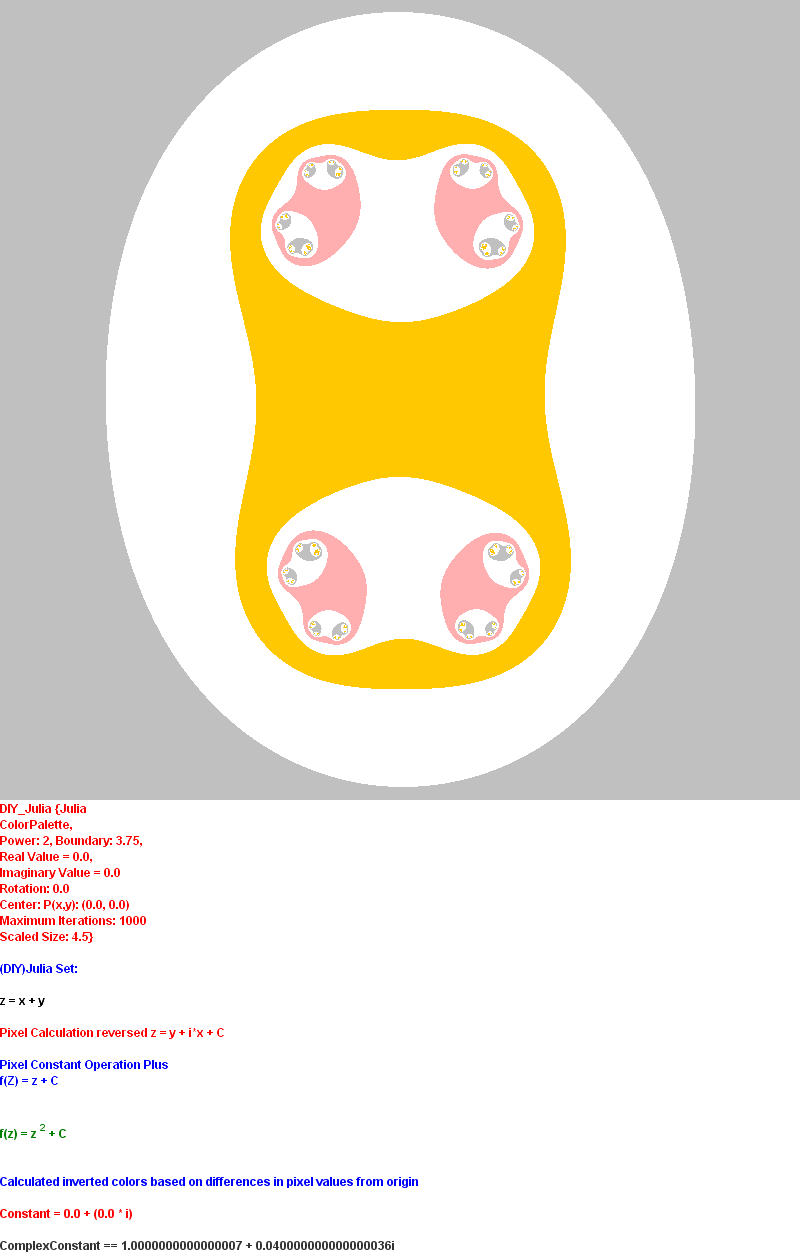 DIY_Julia {Julia
ColorPalette,
Power: 2, Boundary: 3.75,
Real Value = 0.0,
Imaginary Value = 0.0
Rotation: 0.0
Center: P(x,y): (0.0, 0.0)
Maximum Iterations: 1000
Scaled Size: 4.5}
(DIY)Julia Set:
z = x + y
Pixel Calculation reversed z = y + i*x + C
Pixel Constant Operation Plus
f(Z) = z + C
f(z) = z ² + C
Calculated inverted colors based on differences in pixel values from origin
Constant = 0.0 + (0.0 * i)
ComplexConstant == 1.0000000000000007 + 0.040000000000000036i